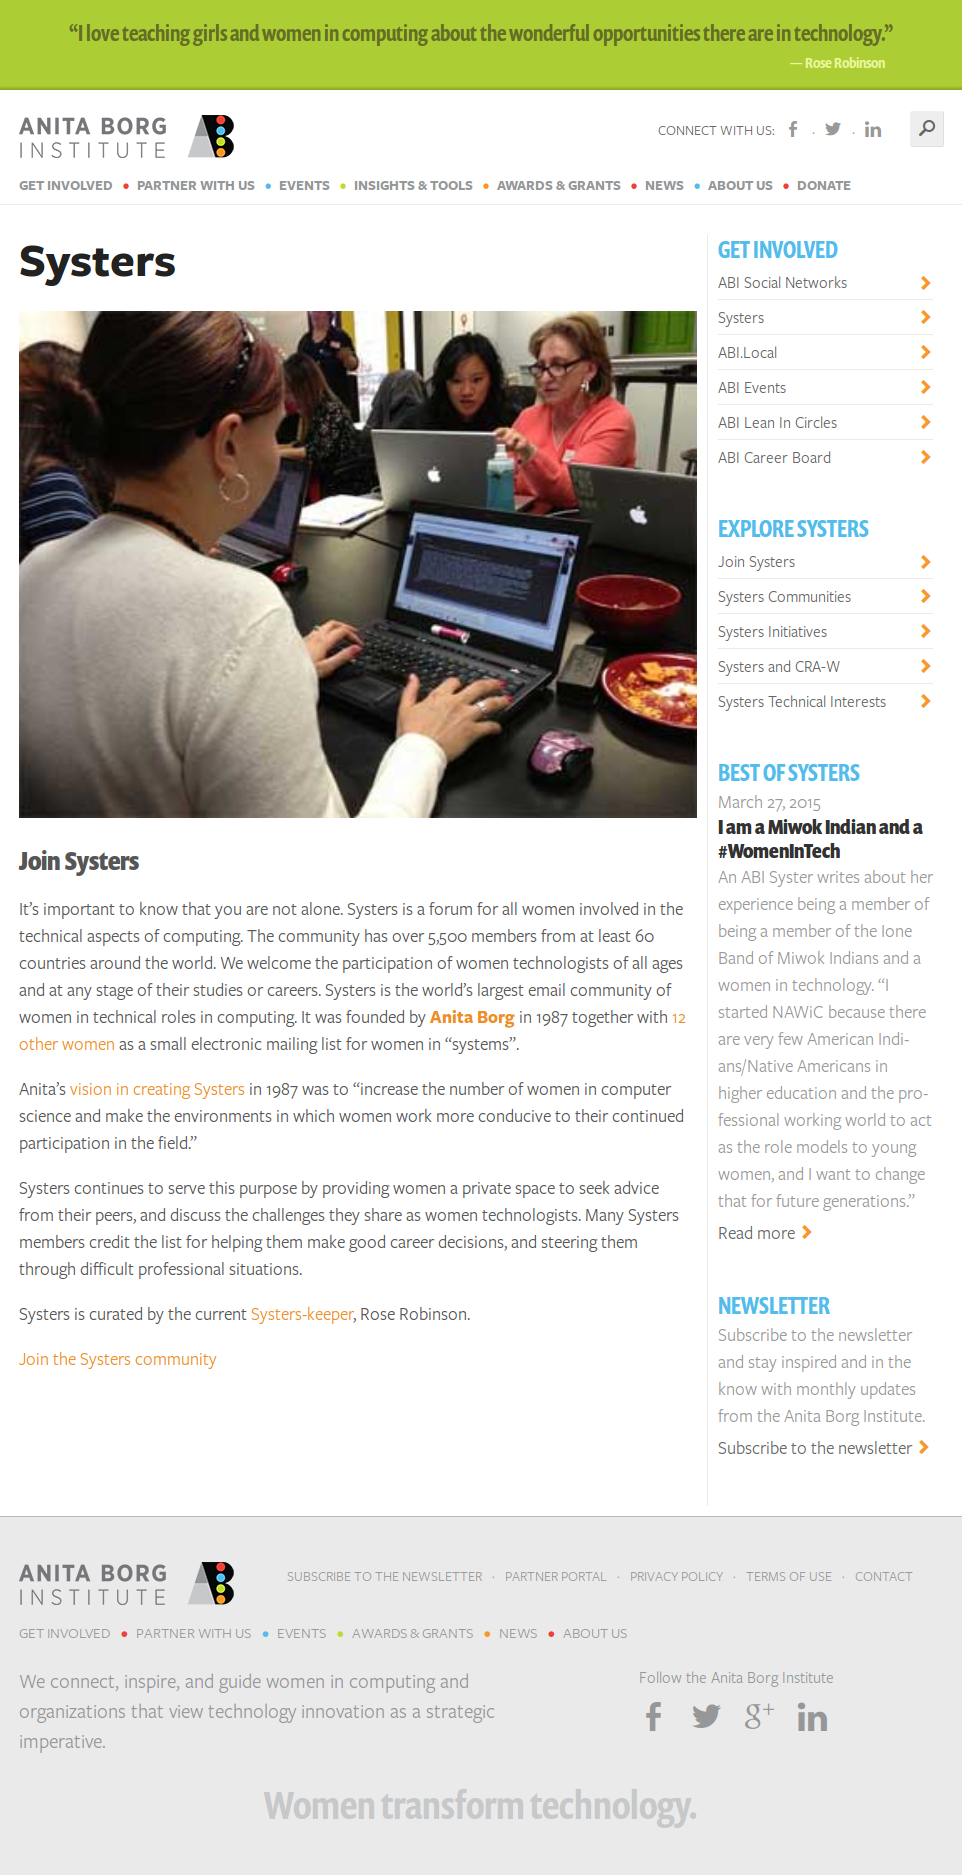 “I love teaching girls and women in computing about the wonderful opportunities there are in technology.”
— Rose Robinson
ANITA BORG
INSTITUTE
CONNECT WITH US:
GET INVOLVED • PARTNER WITH US • EVENTS • INSIGHTS & TOOLS • AWARDS & GRANTS • NEWS • ABOUT US • DONATE
Systers
Join Systers
It’s important to know that you are not alone. Systers is a forum for all women involved in the
technical aspects of computing. The community has over 5,500 members from at least 60
countries around the world. We welcome the participation of women technologists of all ages
and at any stage of their studies or careers. Systers is the world’s largest email community of
women in technical roles in computing. It was founded by Anita Borg in 1987 together with 12
other women as a small electronic mailing list for women in “systems”.
Anita’s vision in creating Systers in 1987 was to “increase the number of women in computer
science and make the environments in which women work more conducive to their continued
participation in the field.”
Systers continues to serve this purpose by providing women a private space to seek advice
from their peers, and discuss the challenges they share as women technologists. Many Systers
members credit the list for helping them make good career decisions, and steering them
through difficult professional situations.
Systers is curated by the current Systers-keeper, Rose Robinson.
Join the Systers community
GET INVOLVED
ABI Social Networks
Systers
ABI.Local
ABI Events
ABI Lean In Circles
ABI Career Board
EXPLORE SYSTERS
Join Systers
Systers Communities
Systers Initiatives
Systers and CRA-W
Systers Technical Interests
BEST OF SYSTERS
March 27, 2015
I am a Miwok Indian and a
#WomenInTech
An ABI Syster writes about her
experience being a member of
being a member of the Ione
Band of Miwok Indians and a
women in technology. “I
started NAWiC because there
are very few American Indi-
ans/Native Americans in
higher education and the pro-
fessional working world to act
as the role models to young
women, and I want to change
that for future generations.”
Read more
NEWSLETTER
Subscribe to the newsletter
and stay inspired and in the
know with monthly updates
from the Anita Borg Institute.
Subscribe to the newsletter
ANITA BORG
INSTITUTE
SUBSCRIBE TO THE NEWSLETTER · PARTNER PORTAL · PRIVACY POLICY · TERMS OF USE · CONTACT
GET INVOLVED • PARTNER WITH US • EVENTS • AWARDS & GRANTS • NEWS • ABOUT US
We connect, inspire, and guide women in computing and
organizations that view technology innovation as a strategic
imperative.
Follow the Anita Borg Institute
Women transform technology.